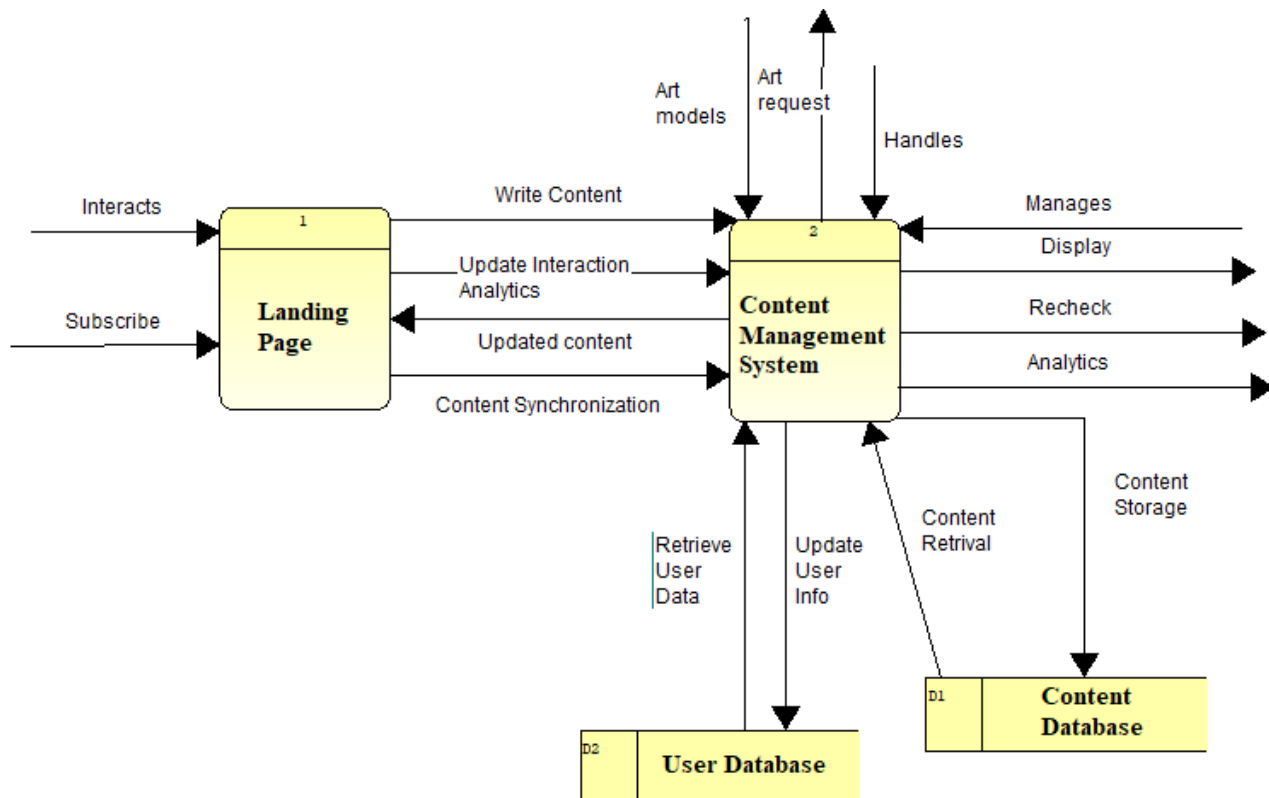 Art
models
Art
request
Handles
Interacts
Write Content
Manages
1
2
Display
Update Interaction
Analytics
Landing
Page
Content
Management
System
Subscribe
Updated content
Recheck
Analytics
Content Synchronization
Retrieve
User
Data
Update
User
Info
Content
Retrival
Content
Storage
D1
Content
Database
D2
User Database